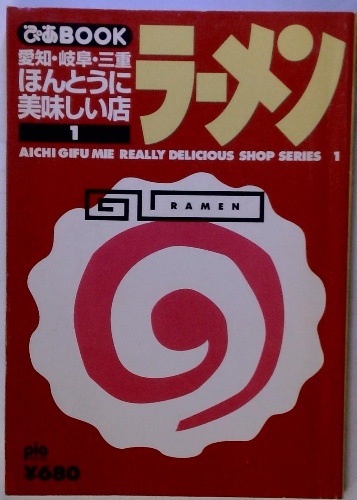 ぴあBOOK
愛知・岐阜・三重
ほんとうに
美味しい店
1
ラーメン
AICHI GIFU MIE REALLY DELICIOUS SHOP SERIES 1
RAMEN
pia
¥680